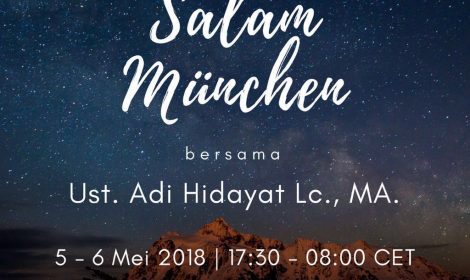 Salam
München
bersama
Ust. Adi Hidayat Lc., MA.
5 - 6 Mei 2018 | 17:30 - 08:00 CET